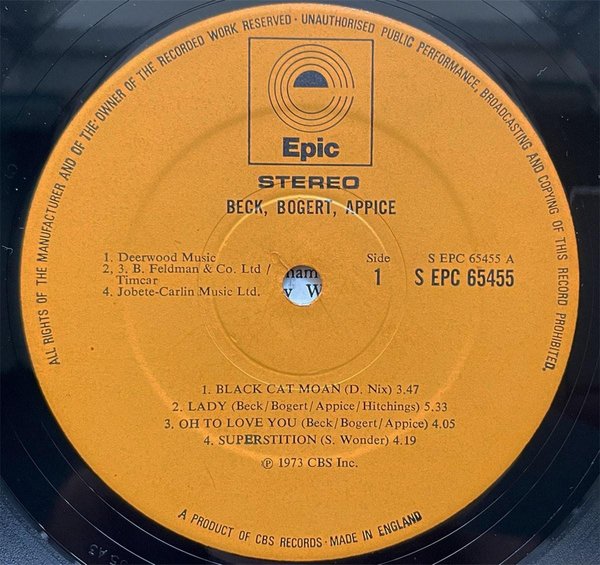 ALL RIGHTS OF THE MANUFACTURER AND OF THE OWNER OF THE RECORDED WORK RESERVED · UNAUTHORISED PUBLIC PERFORMANCE, BROADCASTING AND COPYING OF THIS RECORD PROHIBITED.
Epic
STEREO
BECK, BOGERT, APPICE
1. Deerwood Music
2, 3. B. Feldman & Co. Ltd /
Timcar
4. Jobete-Carlin Music Ltd.
Side
1
S EPC 65455 A
S EPC 65455
1. BLACK CAT MOAN (D. Nix) 3.47
2. LADY (Beck/Bogert/Appice/Hitchings) 5.33
3. OH TO LOVE YOU (Beck/Bogert/Appice) 4.05
4. SUPERSTITION (S. Wonder) 4.19
℗ 1973 CBS Inc.
A PRODUCT OF CBS RECORDS · MADE IN ENGLAND